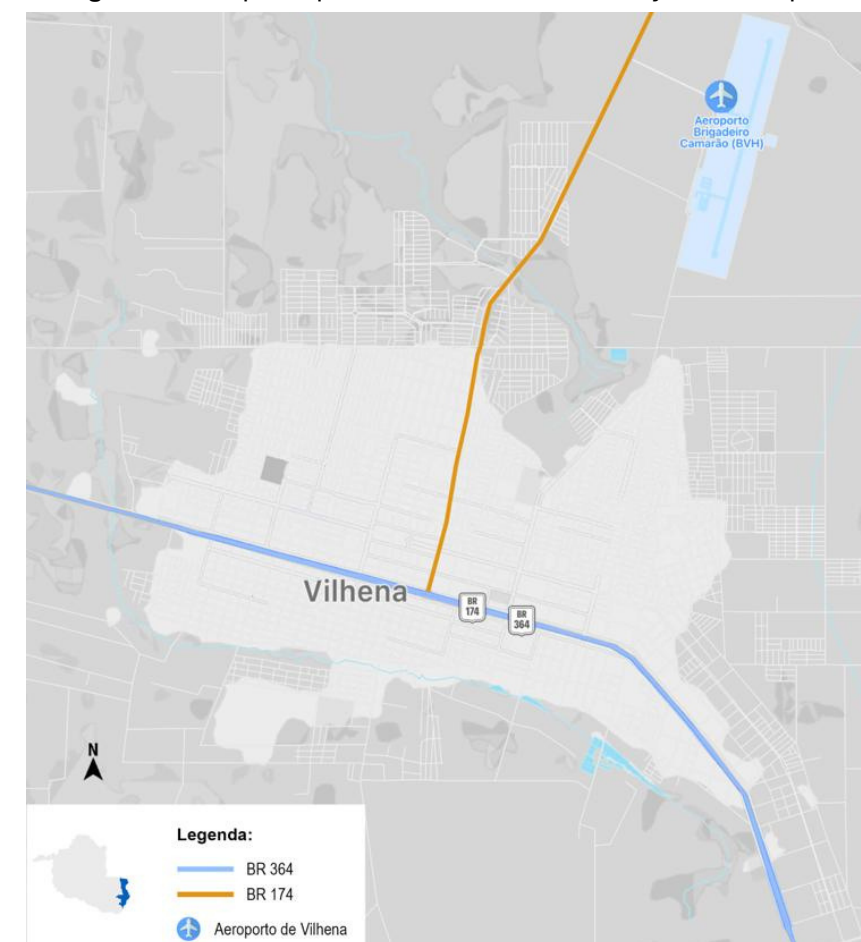 Aeroporto
Brigadeiro
Camarão (BVH)
Vilhena
BR
174
BR
364
N
Legenda:
BR 364
BR 174
Aeroporto de Vilhena